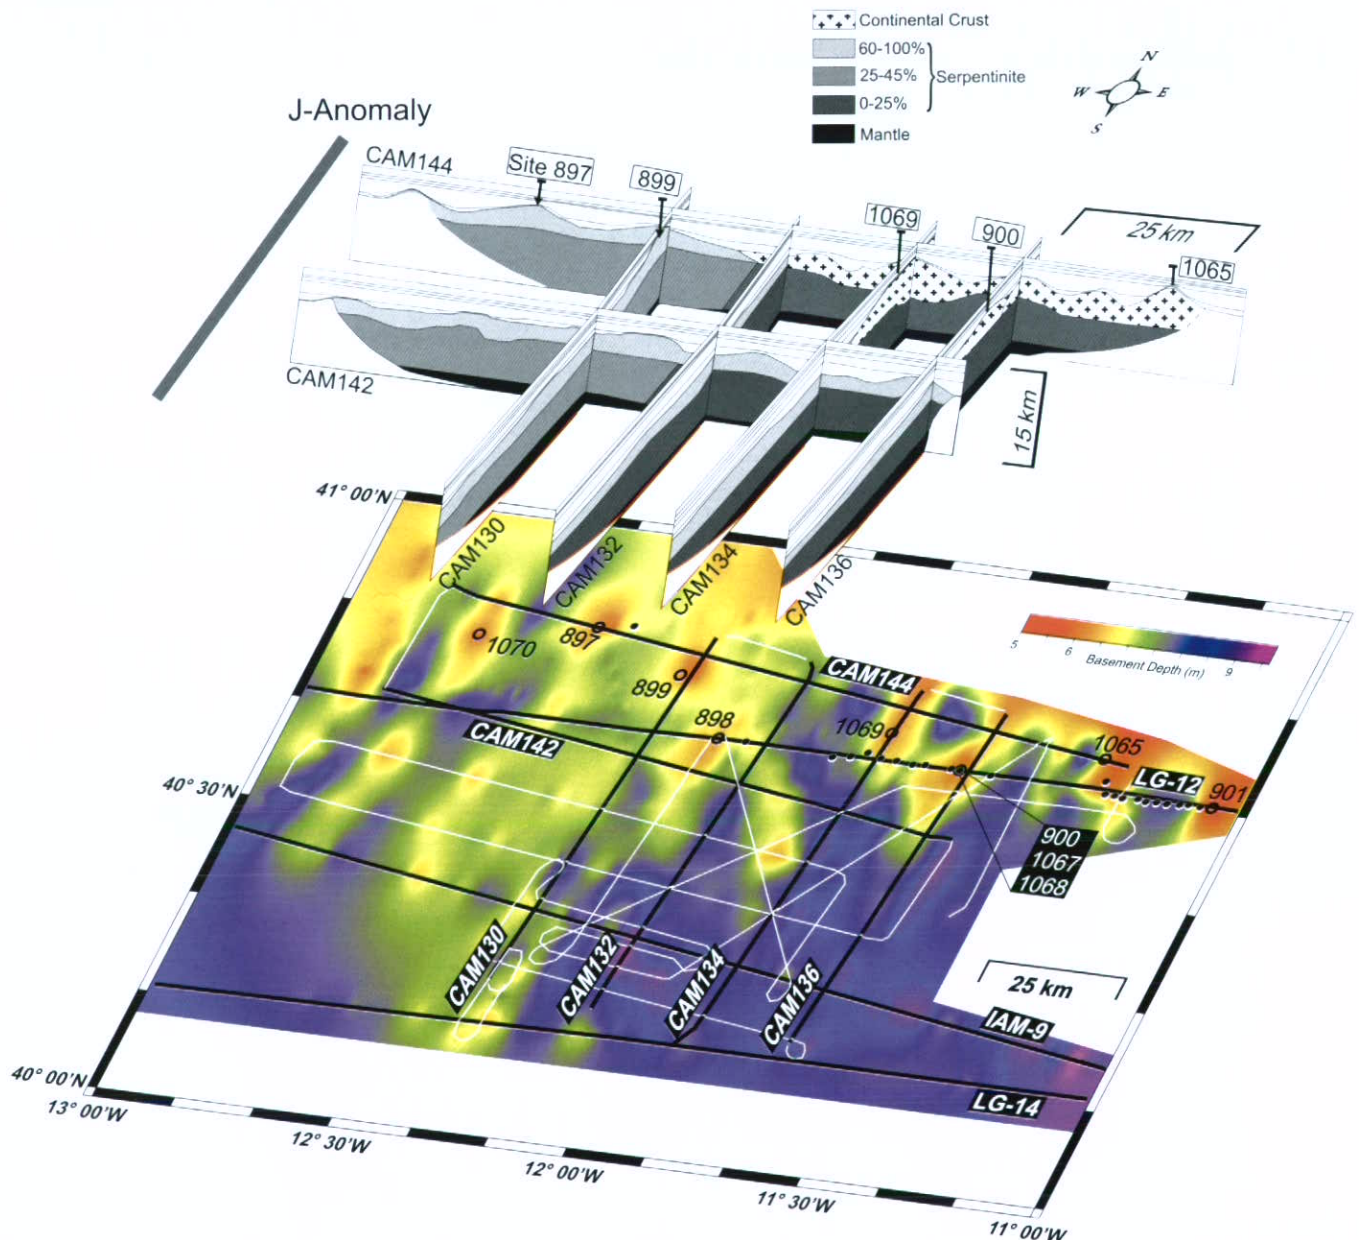 Continental Crust
60-100%
25-45%
Serpentinite
0-25%
Mantle
N
W
E
S
J-Anomaly
CAM144
Site 897
899
1069
900
25 km
1065
CAM142
15 km
41° 00'N
CAM130
CAM132
CAM134
CAM136
5
6
Basement Depth (m)
9
1070
897
899
CAM144
898
1069
1065
CAM142
LG-12
901
40° 30'N
900
1067
1068
CAM130
CAM132
CAM134
CAM136
25 km
IAM-9
LG-14
40° 00'N
13° 00'W
12° 30'W
12° 00'W
11° 30'W
11° 00'W